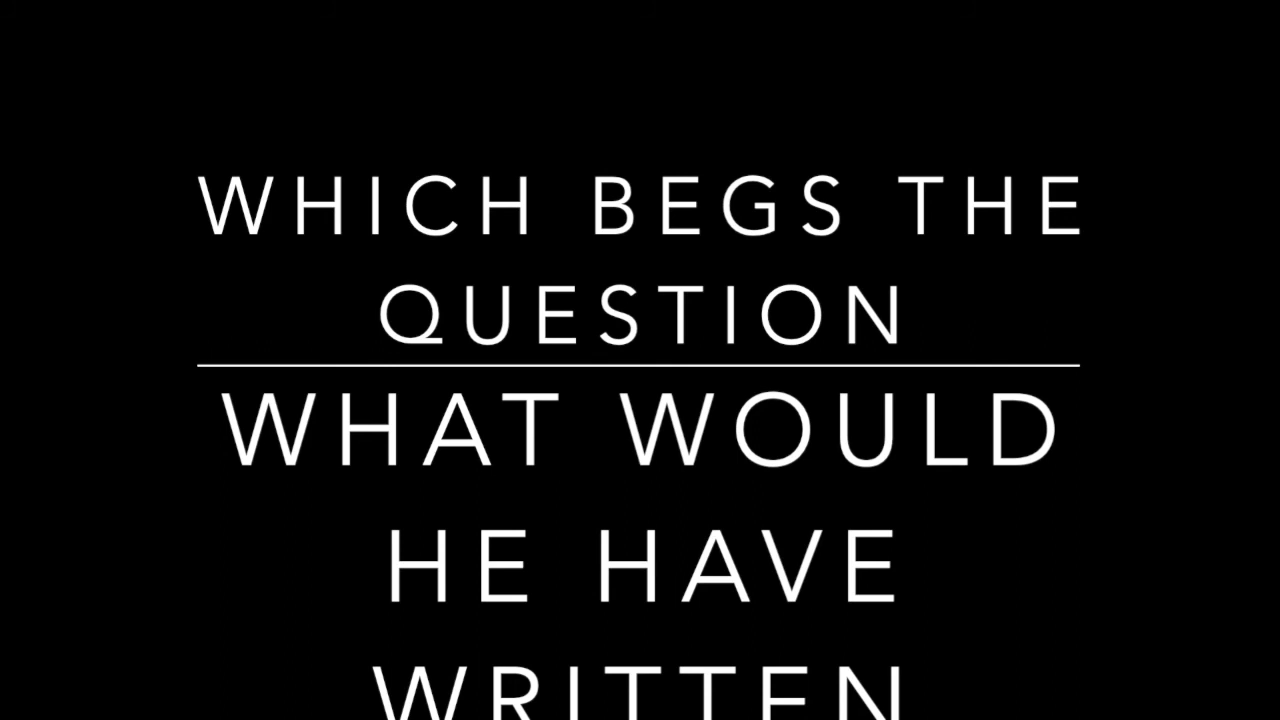 WHICH BEGS THE
QUESTION
WHAT WOULD
HE HAVE
WRITTEN